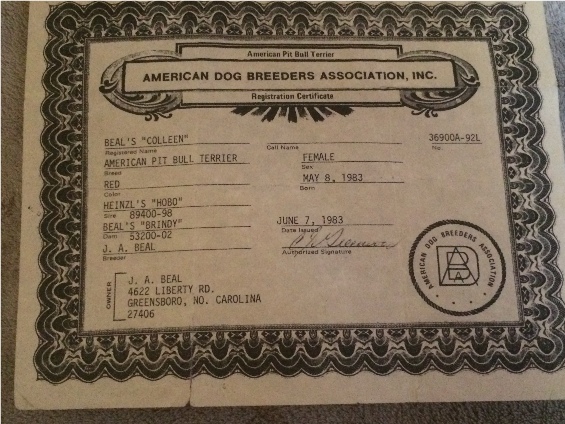 American Pit Bull Terrier
AMERICAN DOG BREEDERS ASSOCIATION, INC.
Registration Certificate
BEAL'S "COLLEEN"
Registered Name
Call Name
36900A-92L
No.
AMERICAN PIT BULL TERRIER
Breed
FEMALE
Sex
RED
Color
MAY 8, 1983
Born
HEINZL'S "HOBO"
Sire 89400-98
BEAL'S "BRINDY"
Dam 53200-02
J. A. BEAL
Breeder
JUNE 7, 1983
Date Issued
Authorized Signature
OWNER
J. A. BEAL
4622 LIBERTY RD.
GREENSBORO, NO. CAROLINA
27406
AMERICAN DOG BREEDERS ASSOCIATION
ADBA